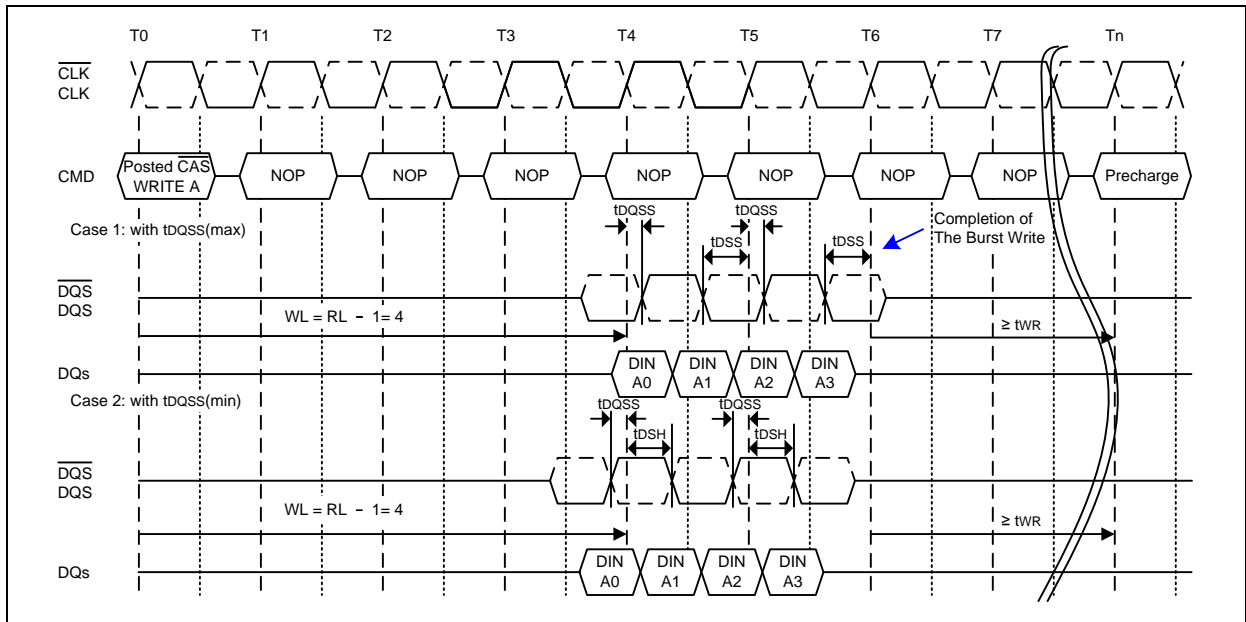 T0 T1 T2 T3 T4 T5 T6 T7 Tn
CLK
CLK
CMD
Posted CAS
WRITE A
NOP NOP NOP NOP NOP NOP NOP Precharge
Case 1: with tDQSS(max)
tDQSS tDQSS
tDSS tDSS
Completion of
The Burst Write
DQS
DQS
WL = RL - 1= 4
≥ tWR
DQs
DIN DIN DIN DIN
A0 A1 A2 A3
Case 2: with tDQSS(min)
tDQSS tDQSS
tDSH tDSH
DQS
DQS
WL = RL - 1= 4
≥ tWR
DQs
DIN DIN DIN DIN
A0 A1 A2 A3